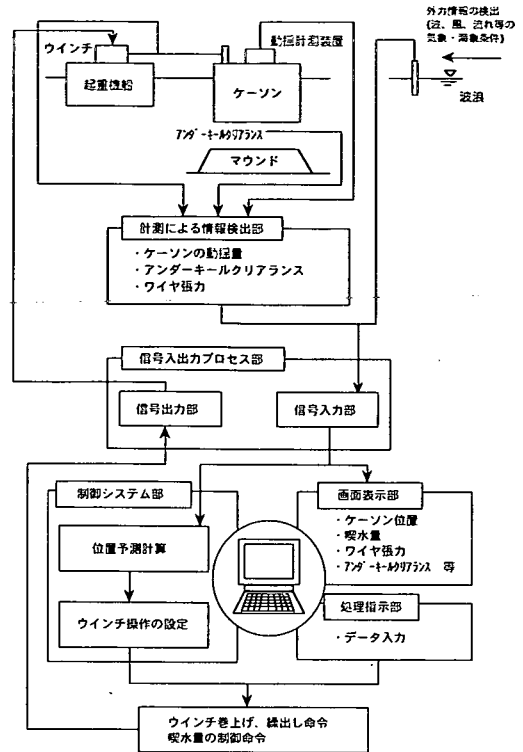 外力情報の検出
(波、風、流れ等の
気象・海象条件)
ウインチ
動揺計測装置
起重機船
ケーソン
波浪
アンダーキールクリアランス
マウンド
計測による情報検出部
・ケーソンの動揺量
・アンダーキールクリアランス
・ワイヤ張力
信号入出力プロセス部
信号出力部
信号入力部
制御システム部
画面表示部
位置予測計算
・ケーソン位置
・喫水量
・ワイヤ張力
・アンダーキールクリアランス 等
処理指示部
ウインチ操作の設定
・データ入力
ウインチ巻上げ、繰出し命令
喫水量の制御命令